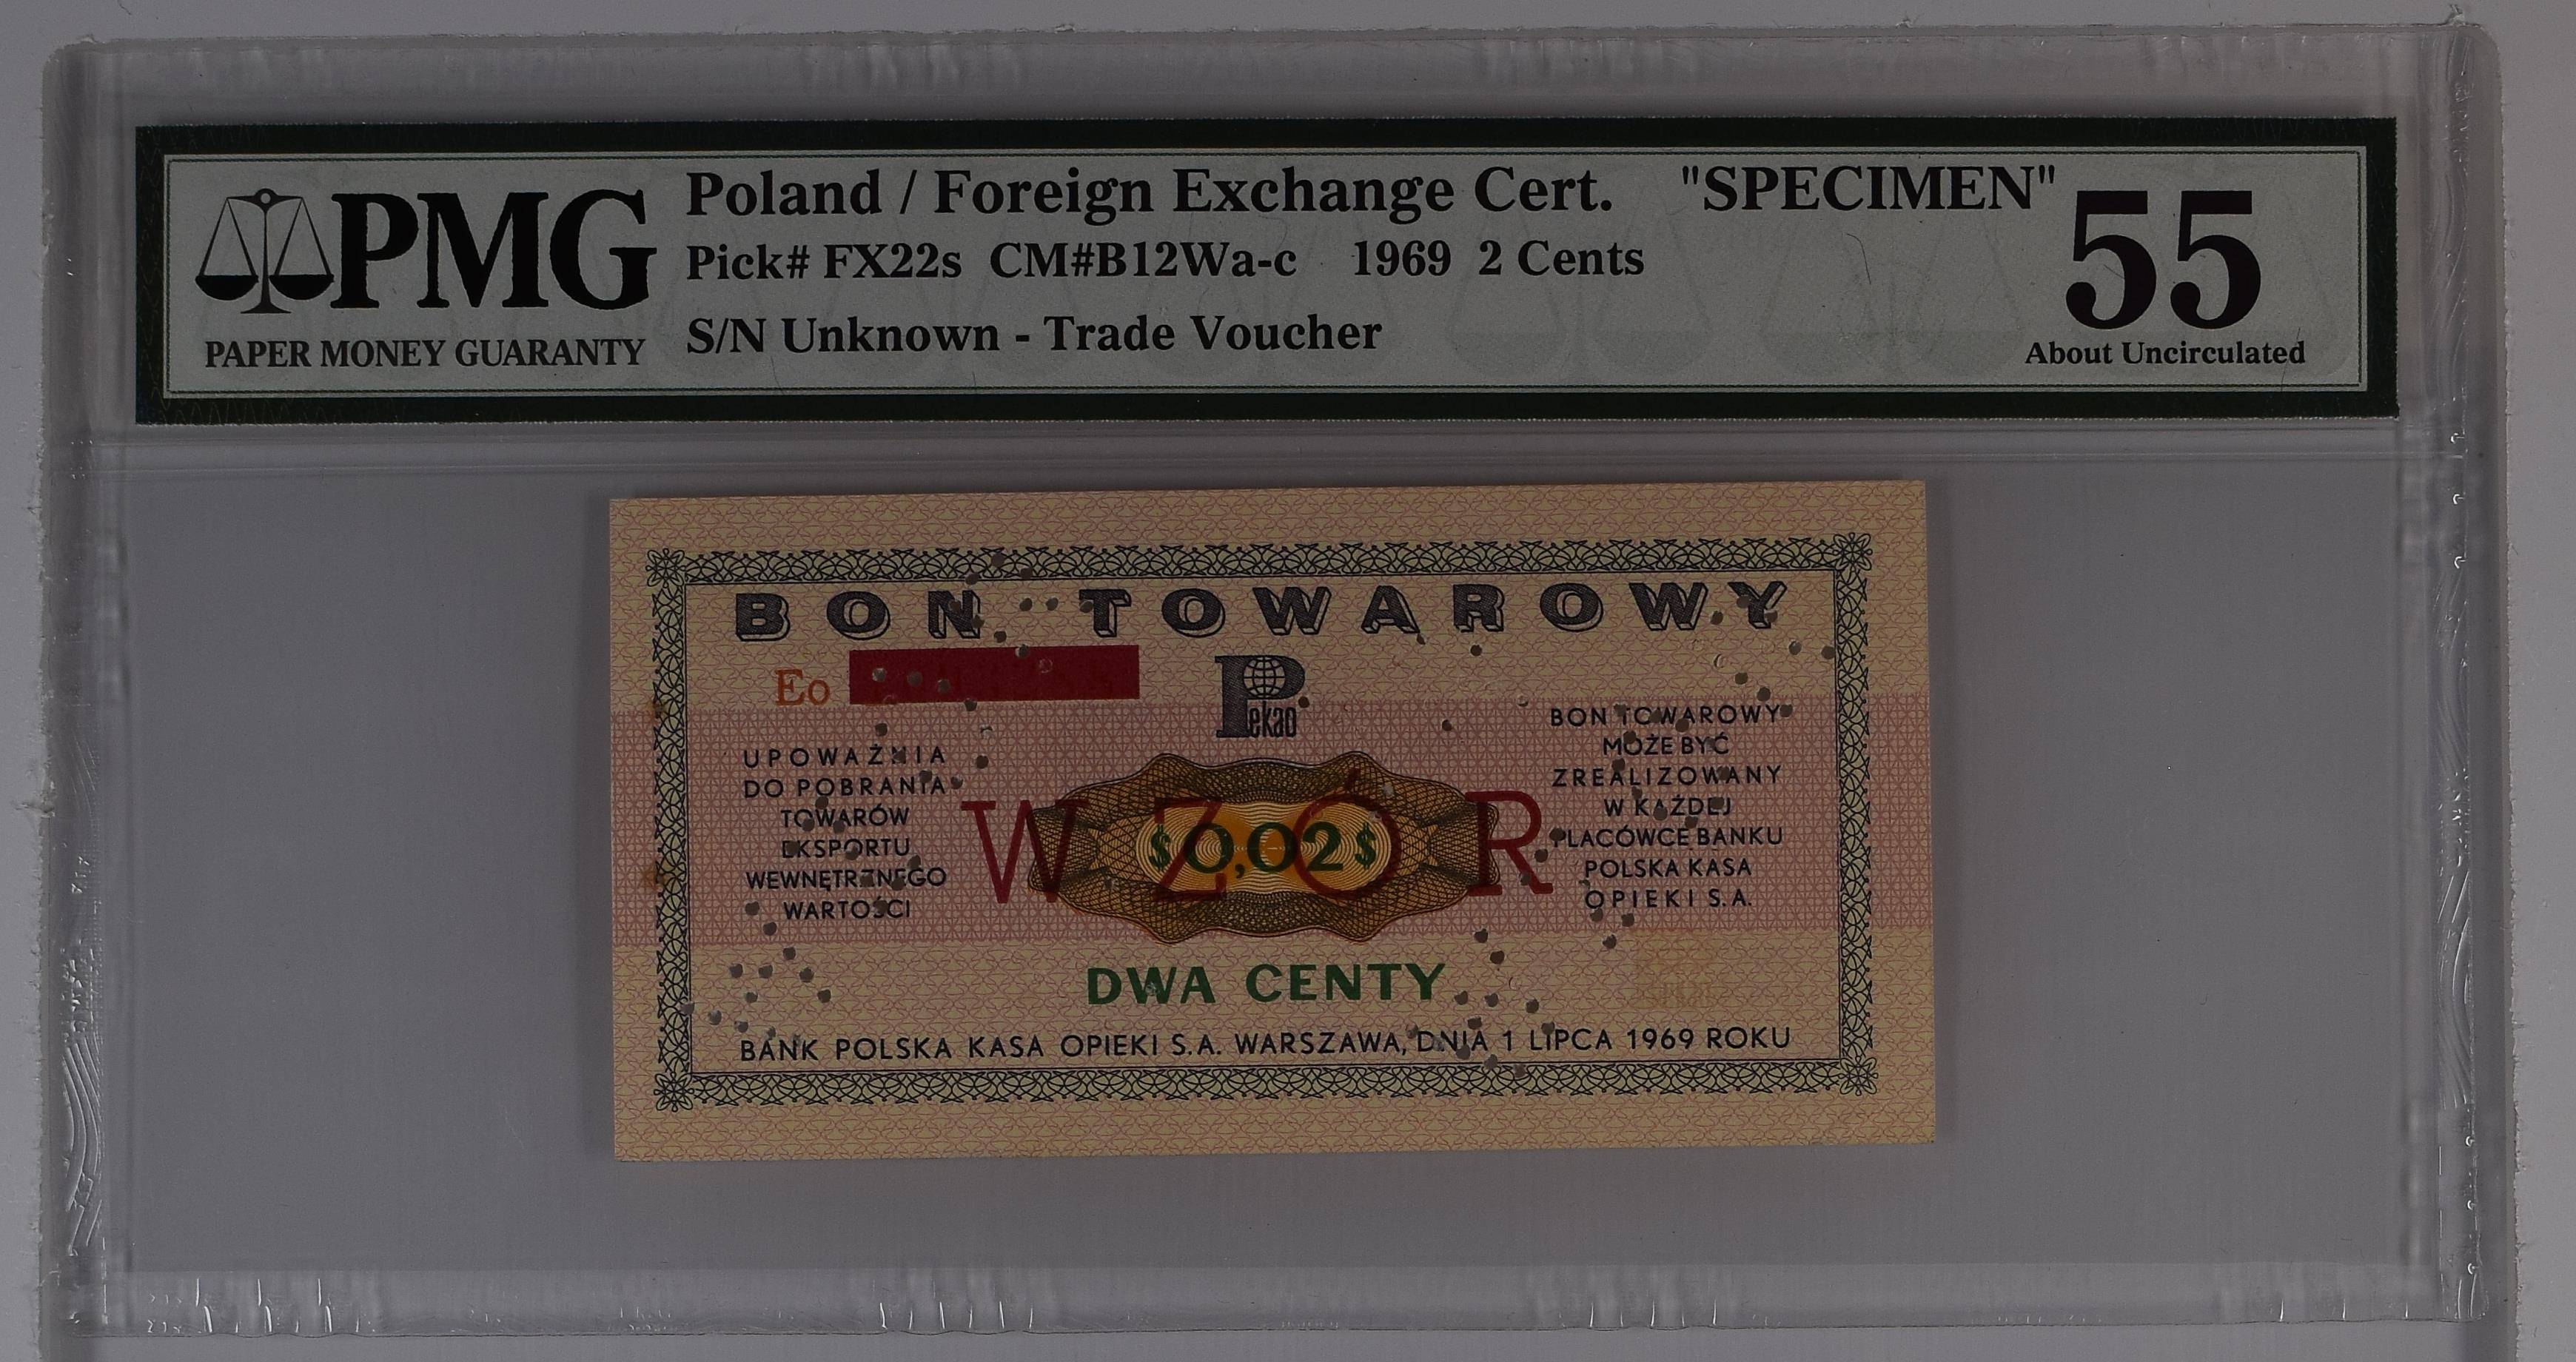 PMG
PAPER MONEY GUARANTY
Poland / Foreign Exchange Cert. "SPECIMEN"
Pick# FX22s CM#B12Wa-c 1969 2 Cents
S/N Unknown - Trade Voucher
55
About Uncirculated
BON TOWAROWY
Eo
Pekao
UPOWAŻNIA
DO POBRANIA
TOWARÓW
EKSPORTU
WEWNĘTRZNEGO
WARTOŚCI
WZÓR
$0,02$
BON TOWAROWY
MOŻE BYĆ
ZREALIZOWANY
W KAŻDEJ
PLACÓWCE BANKU
POLSKA KASA
OPIEKI S.A.
DWA CENTY
BANK POLSKA KASA OPIEKI S.A. WARSZAWA, DNIA 1 LIPCA 1969 ROKU